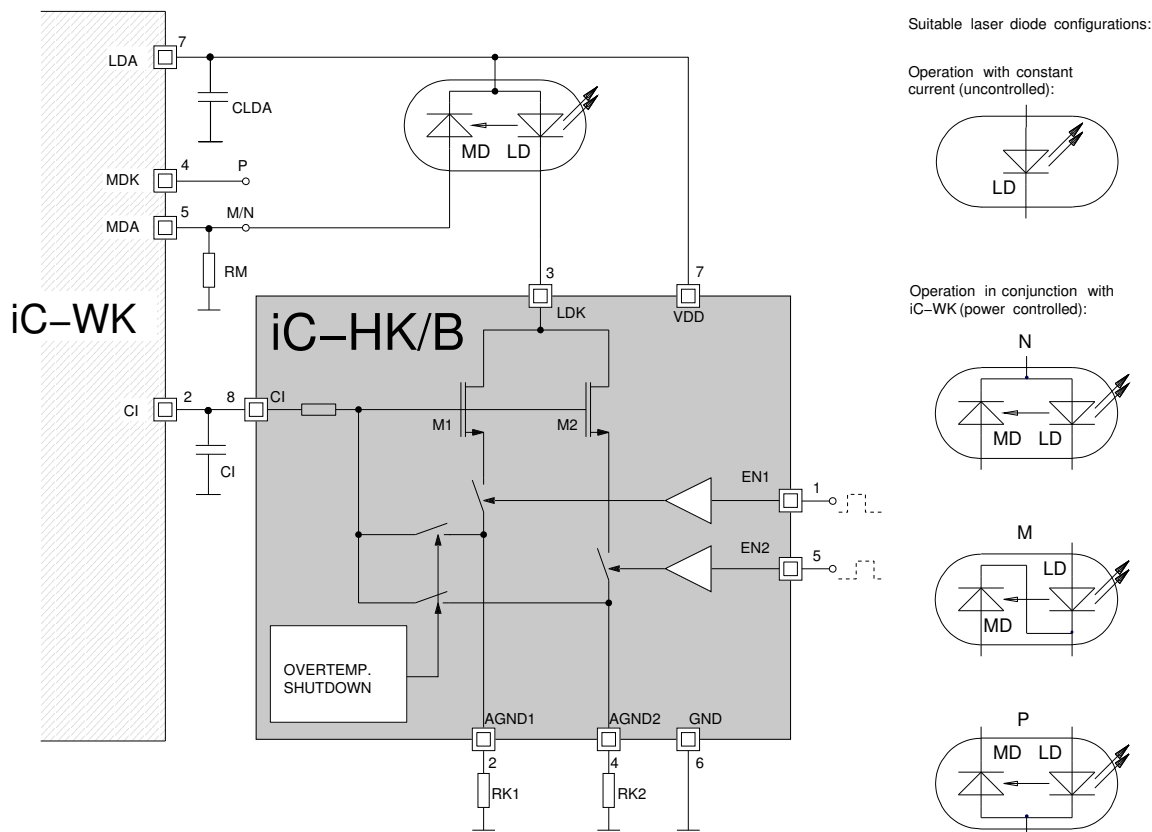 Suitable laser diode configurations:
7
LDA
Operation with constant
current (uncontrolled):
CLDA
MD LD
4 P
MDK
LD
5 M/N
MDA
RM
3 7
LDK VDD
Operation in conjunction with
iC–WK (power controlled):
iC–WK
iC–HK/B
N
2 8 CI
CI
CI
M1 M2
MD LD
EN1 1
EN2 5
M
LD
MD
OVERTEMP.
SHUTDOWN
AGND1 AGND2 GND
P
MD LD
2 4 6
RK1 RK2